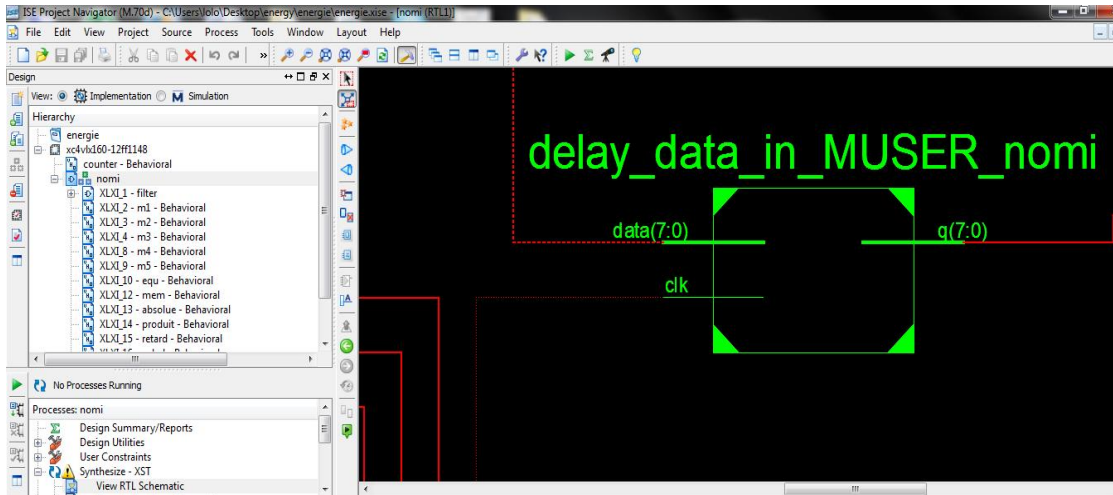 ISE Project Navigator (M.70d) - C:\Users\lolo\Desktop\energy\energie\energie.xise - [nomi (RTL1)]
File Edit View Project Source Process Tools Window Layout Help
Design
View: Implementation Simulation
Hierarchy
energie
xc4vlx160-12ff1148
counter - Behavioral
nomi
XLXI_1 - filter
XLXI_2 - m1 - Behavioral
XLXI_3 - m2 - Behavioral
XLXI_4 - m3 - Behavioral
XLXI_8 - m4 - Behavioral
XLXI_9 - m5 - Behavioral
XLXI_10 - equ - Behavioral
XLXI_12 - mem - Behavioral
XLXI_13 - absolue - Behavioral
XLXI_14 - produit - Behavioral
XLXI_15 - retard - Behavioral
No Processes Running
Processes: nomi
Design Summary/Reports
Design Utilities
User Constraints
Synthesize - XST
View RTL Schematic
delay_data_in_MUSER_nomi
data(7:0)
q(7:0)
clk